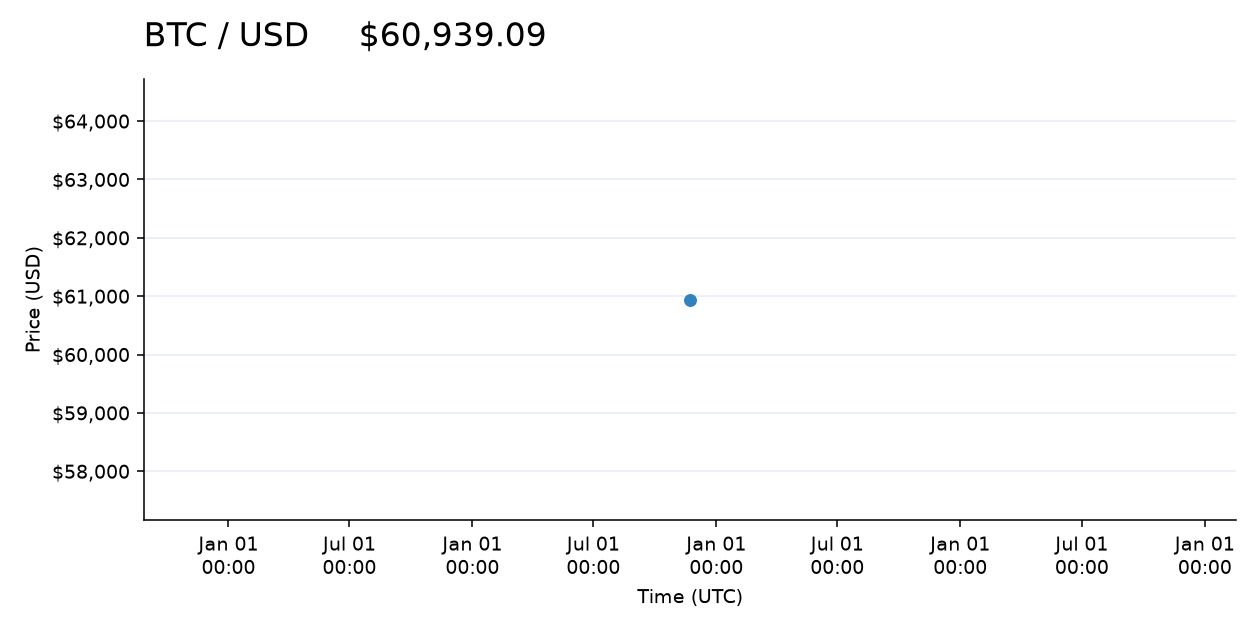 BTC / USD $60,939.09
$64,000
$63,000
$62,000
$61,000
$60,000
$59,000
$58,000
Price (USD)
Jan 01 Jul 01 Jan 01 Jul 01 Jan 01 Jul 01 Jan 01 Jul 01 Jan 01
00:00 00:00 00:00 00:00 00:00 00:00 00:00 00:00 00:00
Time (UTC)